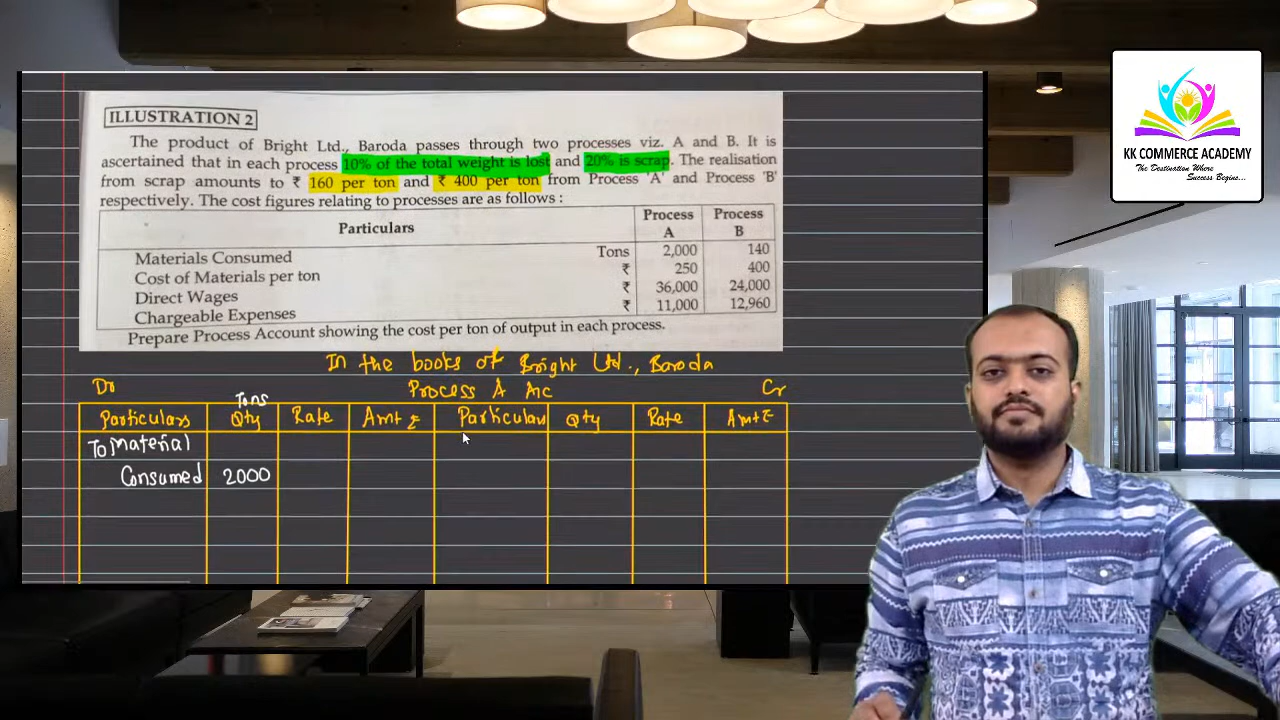 ILLUSTRATION 2
The product of Bright Ltd., Baroda passes through two processes viz. A and B. It is
ascertained that in each process 10% of the total weight is lost and 20% is scrap. The realisation
from scrap amounts to ₹ 160 per ton and ₹ 400 per ton from Process 'A' and Process 'B'
respectively. The cost figures relating to processes are as follows :
Particulars Process A Process B
Materials Consumed Tons 2,000 140
Cost of Materials per ton ₹ 250 400
Direct Wages ₹ 36,000 24,000
Chargeable Expenses ₹ 11,000 12,960
Prepare Process Account showing the cost per ton of output in each process.
In the books of Bright Ltd., Baroda
Dr Process A A/c Cr
Tons
Particulars Qty Rate Amt ₹ Particulars Qty Rate Amt ₹
To Material
Consumed 2000
KK COMMERCE ACADEMY
The Destination Where
Success Begins...